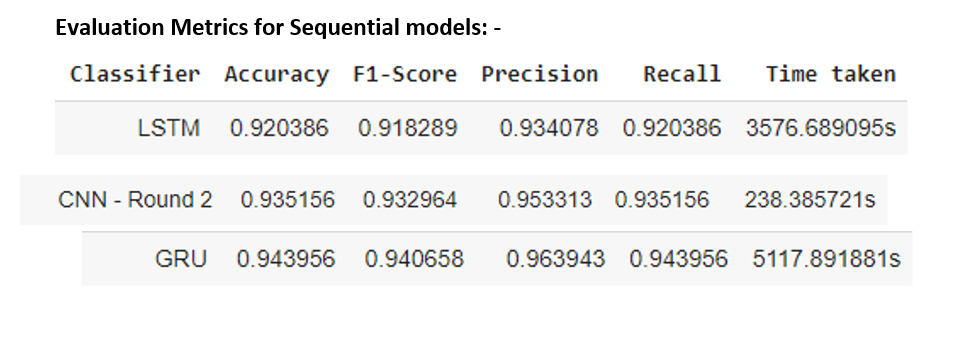 Evaluation Metrics for Sequential models: -
Classifier Accuracy F1-Score Precision Recall Time taken
LSTM 0.920386 0.918289 0.934078 0.920386 3576.689095s
CNN - Round 2 0.935156 0.932964 0.953313 0.935156 238.385721s
GRU 0.943956 0.940658 0.963943 0.943956 5117.891881s